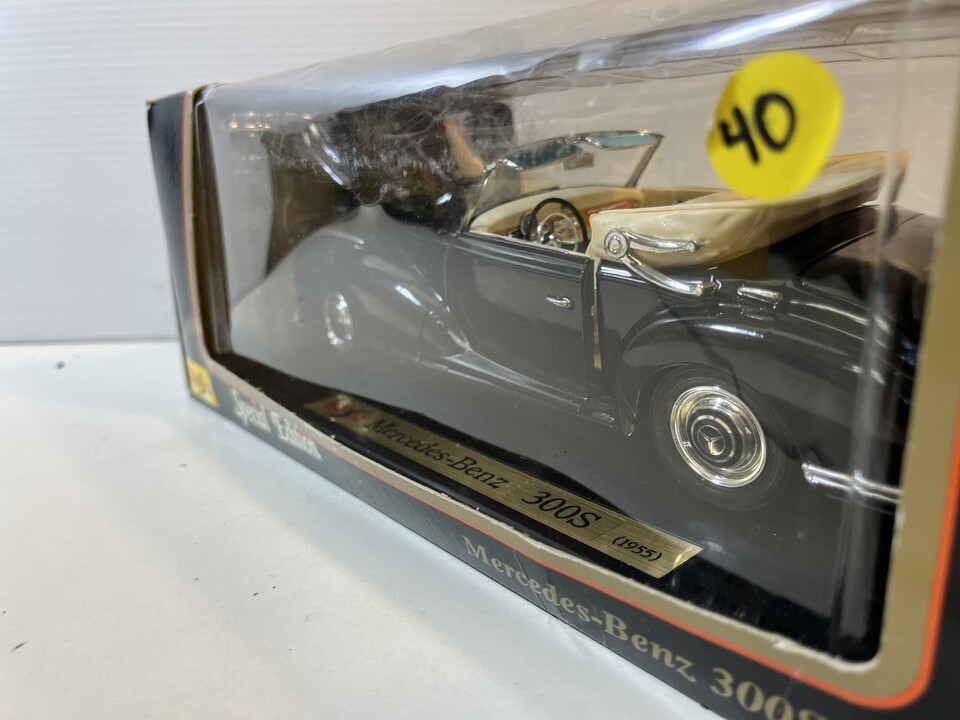 40
Special Edition
Mercedes-Benz 300S
(1955)
Mercedes-Benz 300S